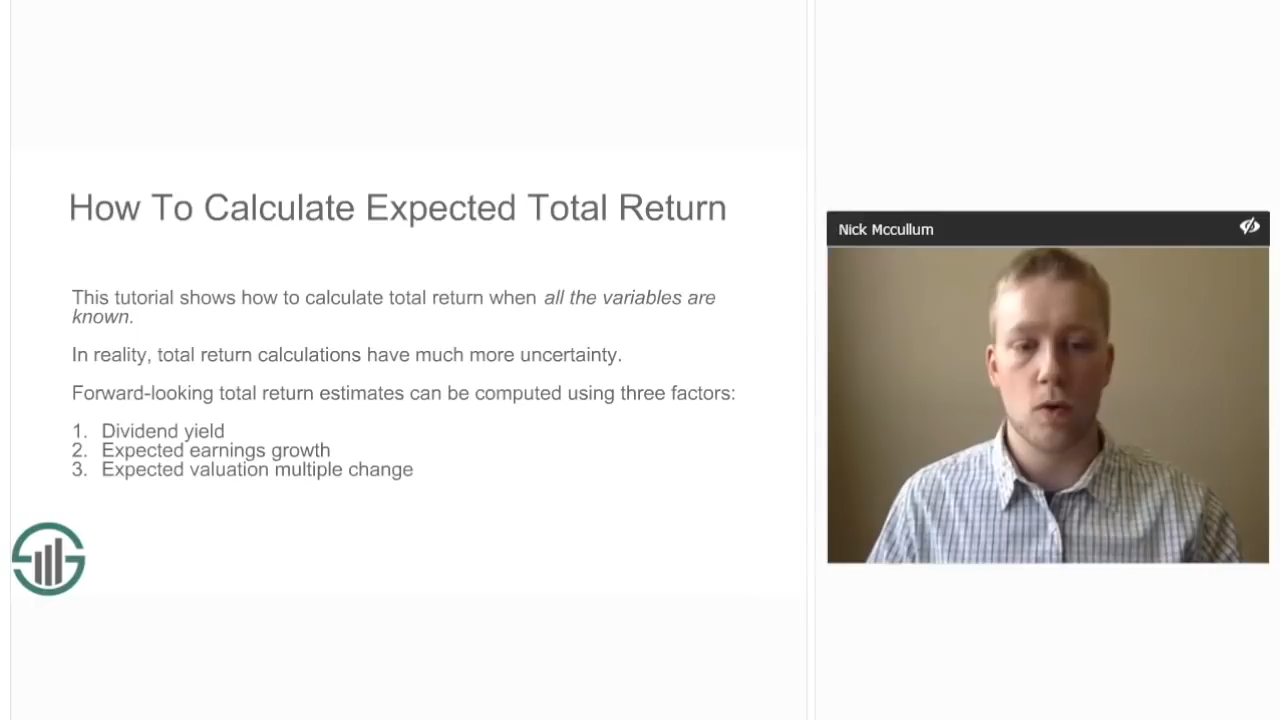 How To Calculate Expected Total Return
This tutorial shows how to calculate total return when all the variables are
known.
In reality, total return calculations have much more uncertainty.
Forward-looking total return estimates can be computed using three factors:
1. Dividend yield
2. Expected earnings growth
3. Expected valuation multiple change
Nick Mccullum